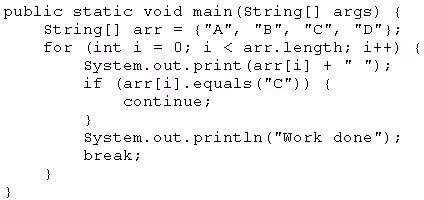 public static void main(String[] args) {
    String[] arr = {"A", "B", "C", "D"};
    for (int i = 0; i < arr.length; i++) {
        System.out.print(arr[i] + " ");
        if (arr[i].equals("C")) {
            continue;
        }
        System.out.println("Work done");
        break;
    }
}